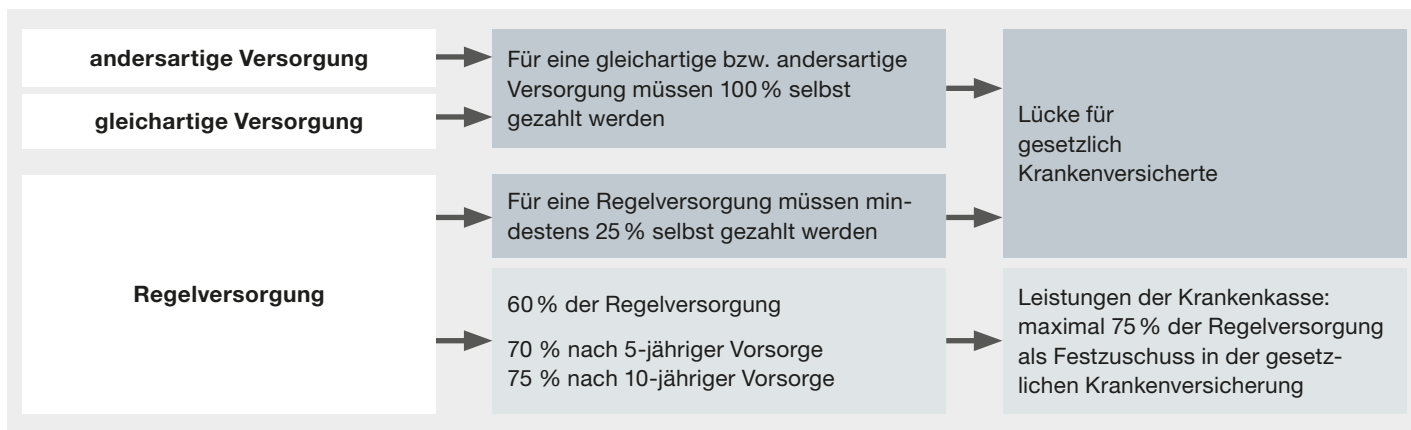 andersartige Versorgung
gleichartige Versorgung
Für eine gleichartige bzw. andersartige
Versorgung müssen 100 % selbst
gezahlt werden
Lücke für
gesetzlich
Krankenversicherte
Regelversorgung
Für eine Regelversorgung müssen min-
destens 25 % selbst gezahlt werden
60 % der Regelversorgung
70 % nach 5-jähriger Vorsorge
75 % nach 10-jähriger Vorsorge
Leistungen der Krankenkasse:
maximal 75 % der Regelversorgung
als Festzuschuss in der gesetz-
lichen Krankenversicherung